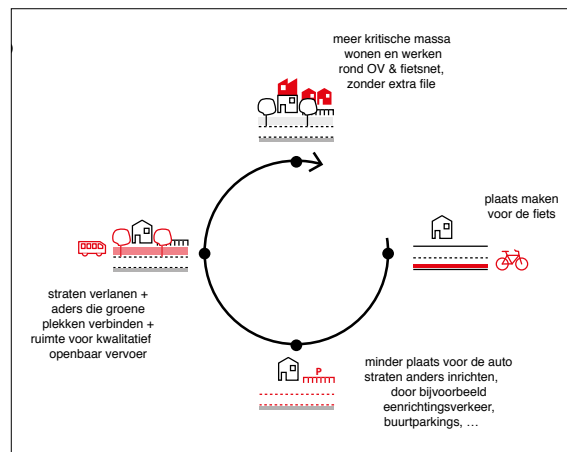 meer kritische massa
wonen en werken
rond OV & fietsnet,
zonder extra file
plaats maken
voor de fiets
straten verlanen +
aders die groene
plekken verbinden +
ruimte voor kwalitatief
openbaar vervoer
P
minder plaats voor de auto
straten anders inrichten,
door bijvoorbeeld
eenrichtingsverkeer,
buurtparkings, ...